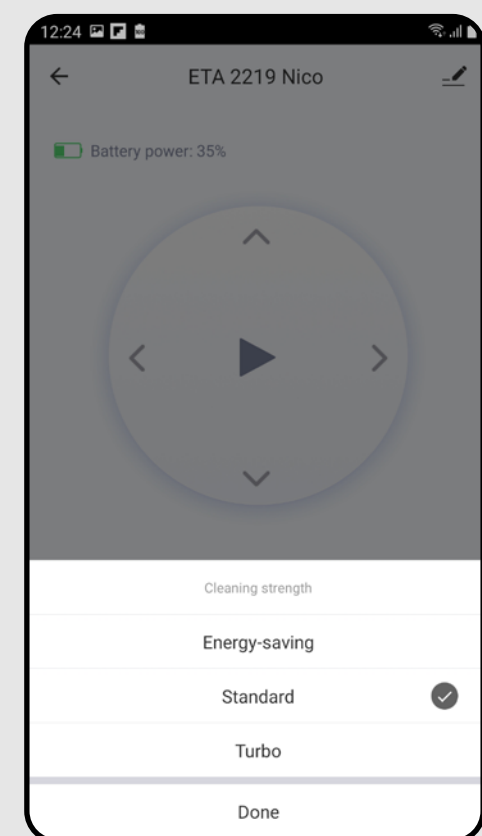 12:24
ETA 2219 Nico
Battery power: 35%
Cleaning strength
Energy-saving
Standard
Turbo
Done